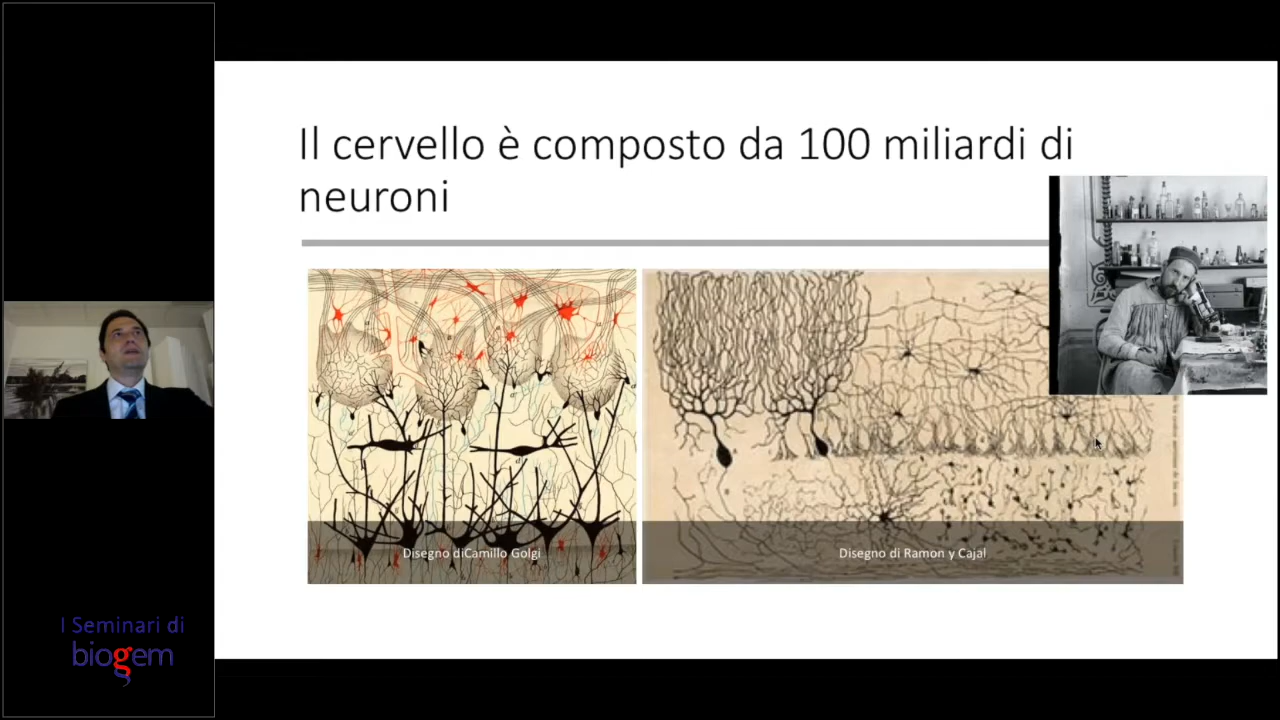 Il cervello è composto da 100 miliardi di
neuroni
Disegno diCamillo Golgi
Disegno di Ramon y Cajal
I Seminari di
biogem